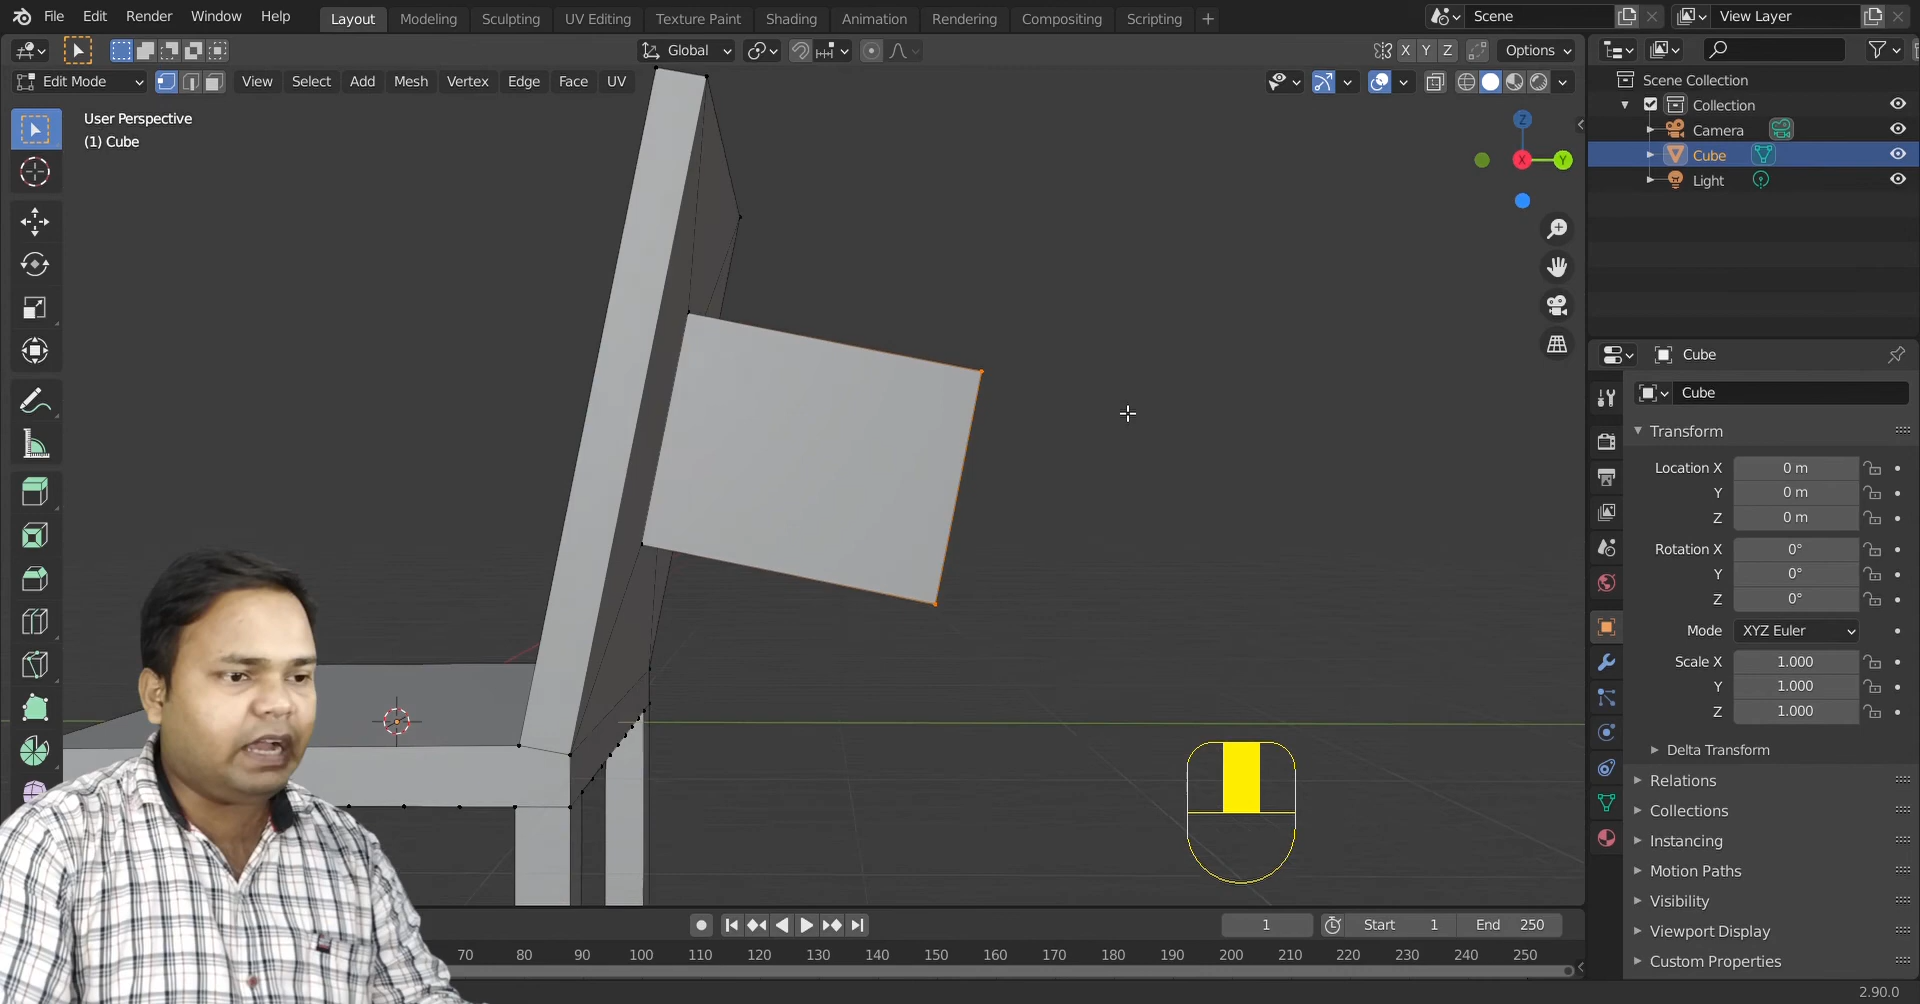 File Edit Render Window Help Layout Modeling Sculpting UV Editing Texture Paint Shading Animation Rendering Compositing Scripting + Scene View Layer
Global X Y Z Options
Edit Mode View Select Add Mesh Vertex Edge Face UV
User Perspective
(1) Cube
Z
X
Y
Scene Collection
Collection
Camera
Cube
Light
Cube
Cube
Transform
Location X 0 m
Y 0 m
Z 0 m
Rotation X 0°
Y 0°
Z 0°
Mode XYZ Euler
Scale X 1.000
Y 1.000
Z 1.000
Delta Transform
Relations
Collections
Instancing
Motion Paths
Visibility
Viewport Display
Custom Properties
1 Start 1 End 250
70 80 90 100 110 120 130 140 150 160 170 180 190 200 210 220 230 240 250
2.90.0